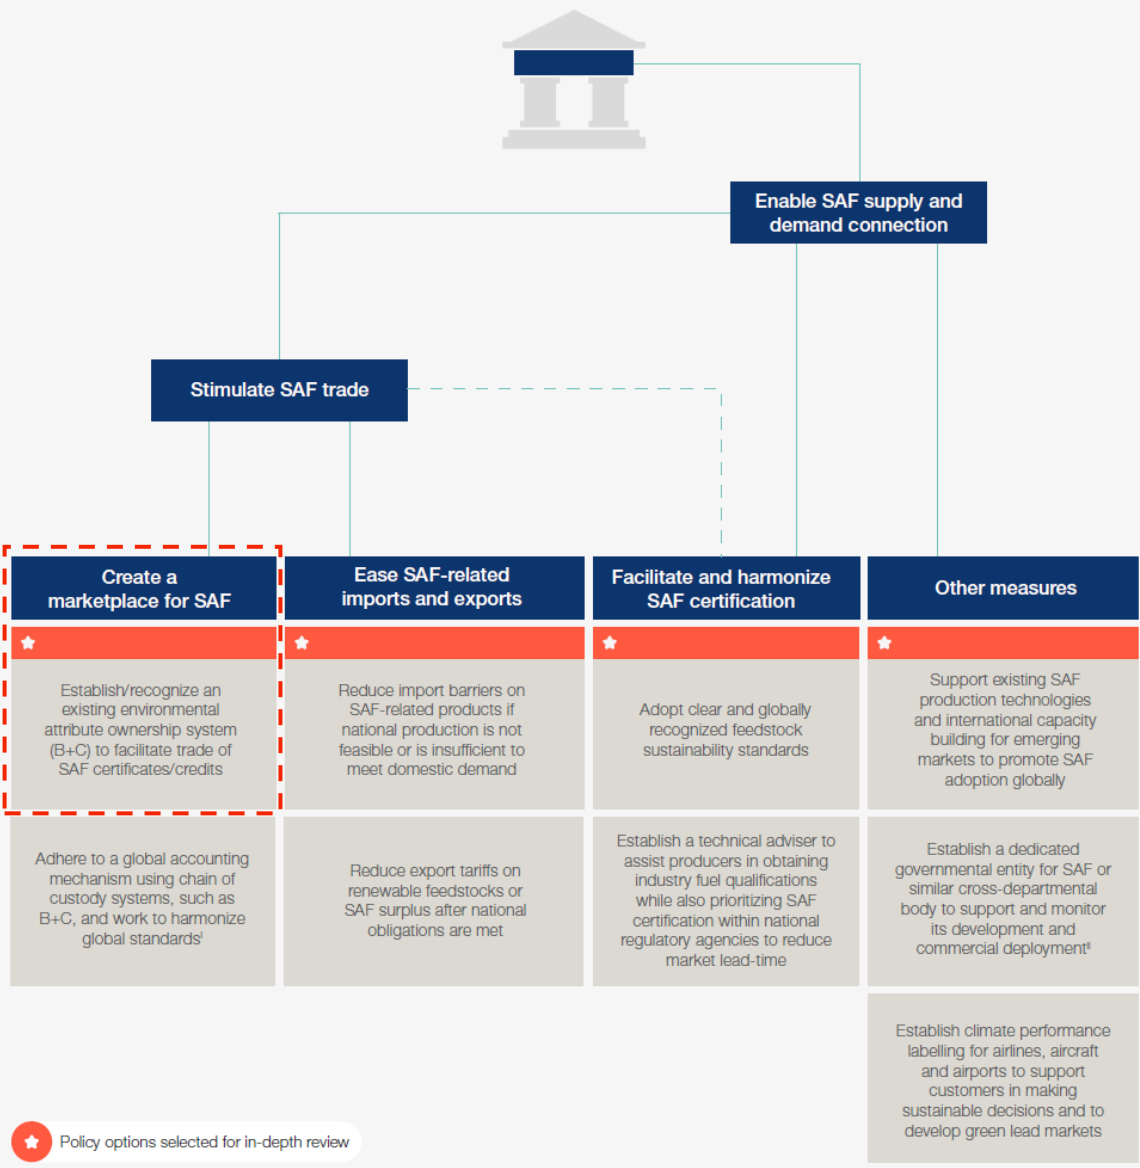 Enable SAF supply and
demand connection
Stimulate SAF trade
Create a
marketplace for SAF
Establish/recognize an
existing environmental
attribute ownership system
(B+C) to facilitate trade of
SAF certificates/credits
Adhere to a global accounting
mechanism using chain of
custody systems, such as
B+C, and work to harmonize
global standardsⁱ
Ease SAF-related
imports and exports
Reduce import barriers on
SAF-related products if
national production is not
feasible or is insufficient to
meet domestic demand
Reduce export tariffs on
renewable feedstocks or
SAF surplus after national
obligations are met
Facilitate and harmonize
SAF certification
Adopt clear and globally
recognized feedstock
sustainability standards
Establish a technical adviser to
assist producers in obtaining
industry fuel qualifications
while also prioritizing SAF
certification within national
regulatory agencies to reduce
market lead-time
Other measures
Support existing SAF
production technologies
and international capacity
building for emerging
markets to promote SAF
adoption globally
Establish a dedicated
governmental entity for SAF or
similar cross-departmental
body to support and monitor
its development and
commercial deploymentⁱⁱ
Establish climate performance
labelling for airlines, aircraft
and airports to support
customers in making
sustainable decisions and to
develop green lead markets
Policy options selected for in-depth review